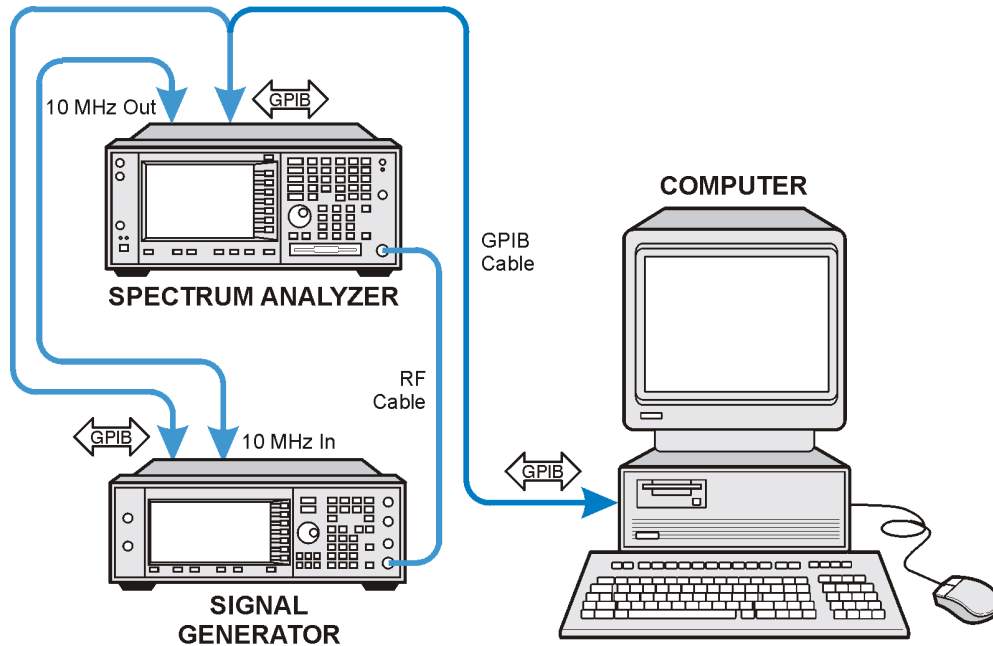 10 MHz Out
GPIB
COMPUTER
GPIB
Cable
SPECTRUM ANALYZER
RF
Cable
GPIB
10 MHz In
GPIB
SIGNAL
GENERATOR